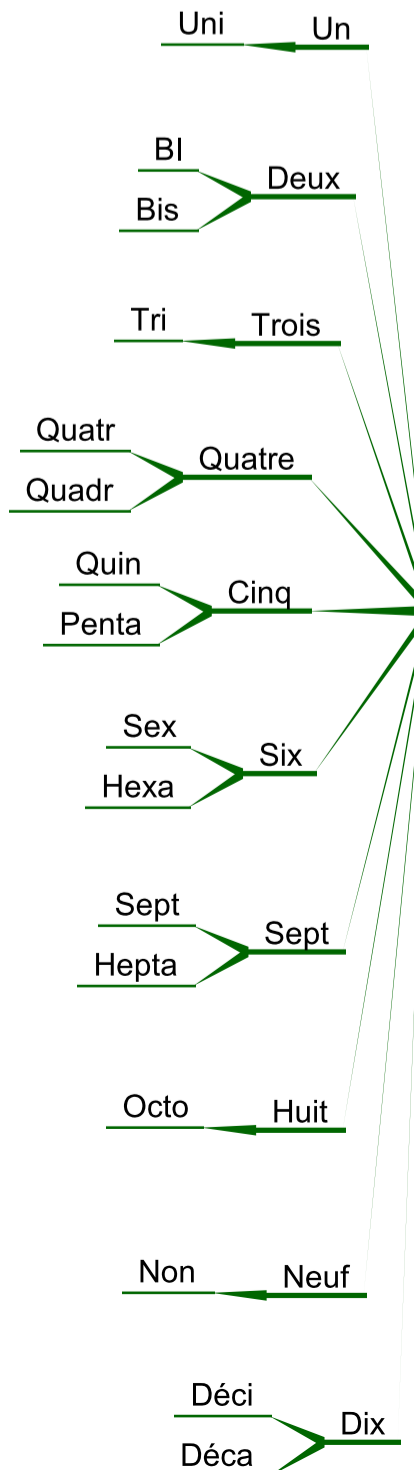 Uni
Un
BI
Bis
Deux
Tri
Trois
Quatr
Quadr
Quatre
Quin
Penta
Cinq
Sex
Hexa
Six
Sept
Hepta
Sept
Octo
Huit
Non
Neuf
Déci
Déca
Dix